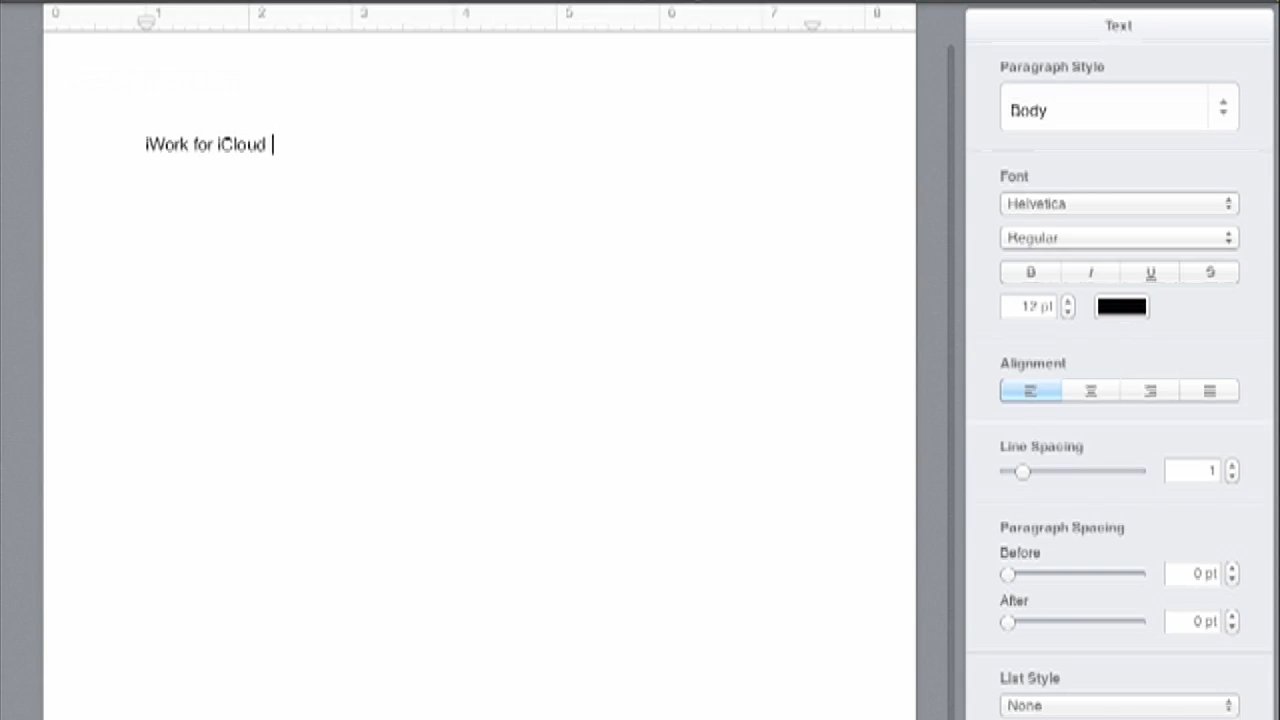 0 1 2 3 4 5 6 7 8
iWork for iCloud
Text
Paragraph Style
Body
Font
Helvetica
Regular
B I U S
12 pt
Alignment
Line Spacing
1
Paragraph Spacing
Before
0 pt
After
0 pt
List Style
None